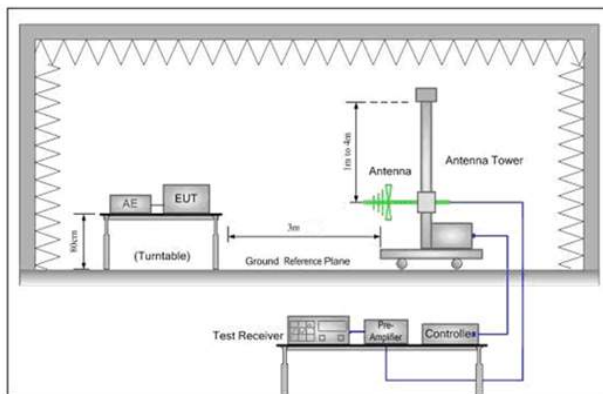 1m to 4m
Antenna
Antenna Tower
AE
EUT
80cm
(Turntable)
3m
Ground Reference Plane
Test Receiver
Pre-
Amplifier
Controller